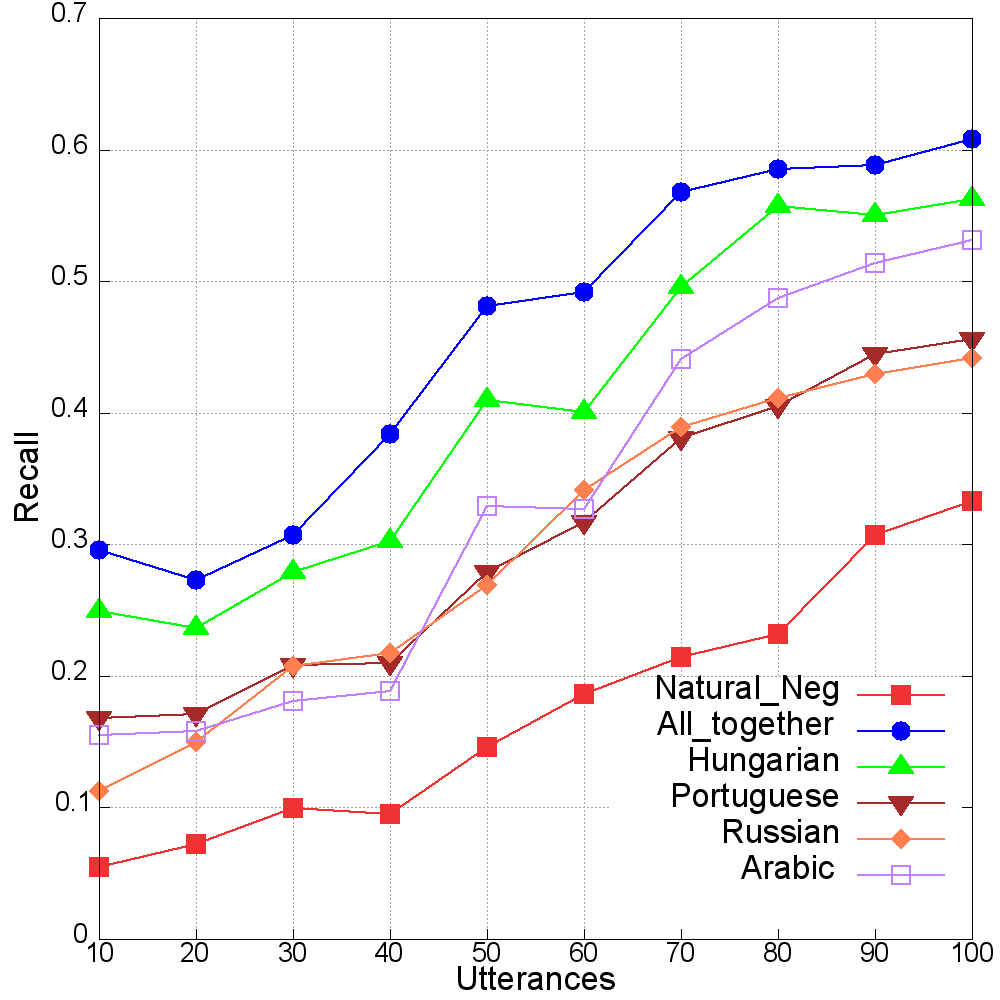 0.7
0.6
0.5
0.4
0.3
0.2
0.1
0
Recall
10 20 30 40 50 60 70 80 90 100
Utterances
Natural_Neg
All_together
Hungarian
Portuguese
Russian
Arabic